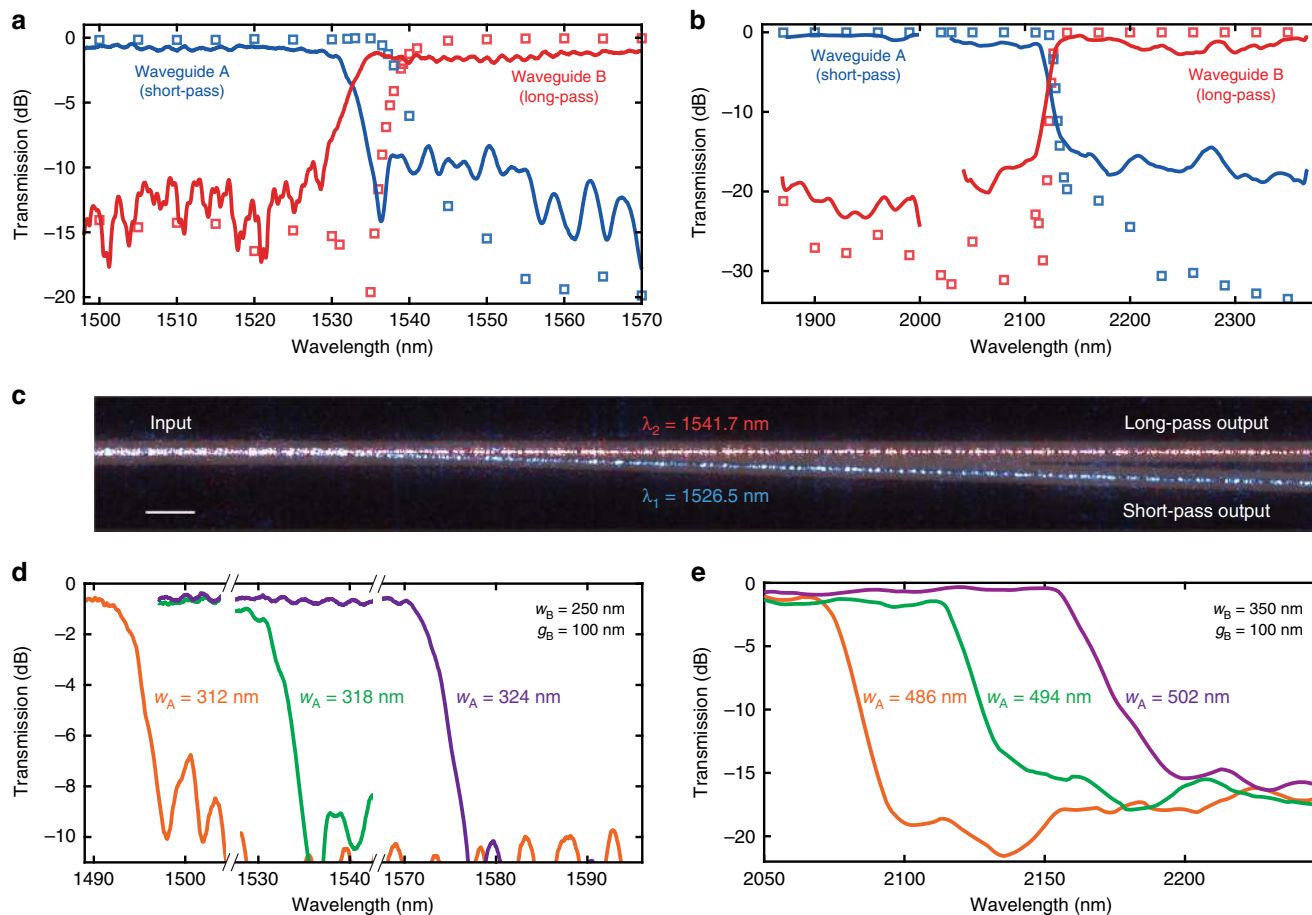 a
0
−5
−10
−15
−20
Transmission (dB)
Waveguide A
(short-pass)
Waveguide B
(long-pass)
1500 1510 1520 1530 1540 1550 1560 1570
Wavelength (nm)
b
0
−10
−20
−30
Transmission (dB)
Waveguide A
(short-pass)
Waveguide B
(long-pass)
1900 2000 2100 2200 2300
Wavelength (nm)
c
Input
λ2 = 1541.7 nm
Long-pass output
λ1 = 1526.5 nm
Short-pass output
d
0
−2
−4
−6
−8
−10
Transmission (dB)
wB = 250 nm
gB = 100 nm
wA = 312 nm
wA = 318 nm
wA = 324 nm
1490 1500 1530 1540 1570 1580 1590
Wavelength (nm)
e
0
−5
−10
−15
−20
Transmission (dB)
wB = 350 nm
gB = 100 nm
wA = 486 nm
wA = 494 nm
wA = 502 nm
2050 2100 2150 2200
Wavelength (nm)